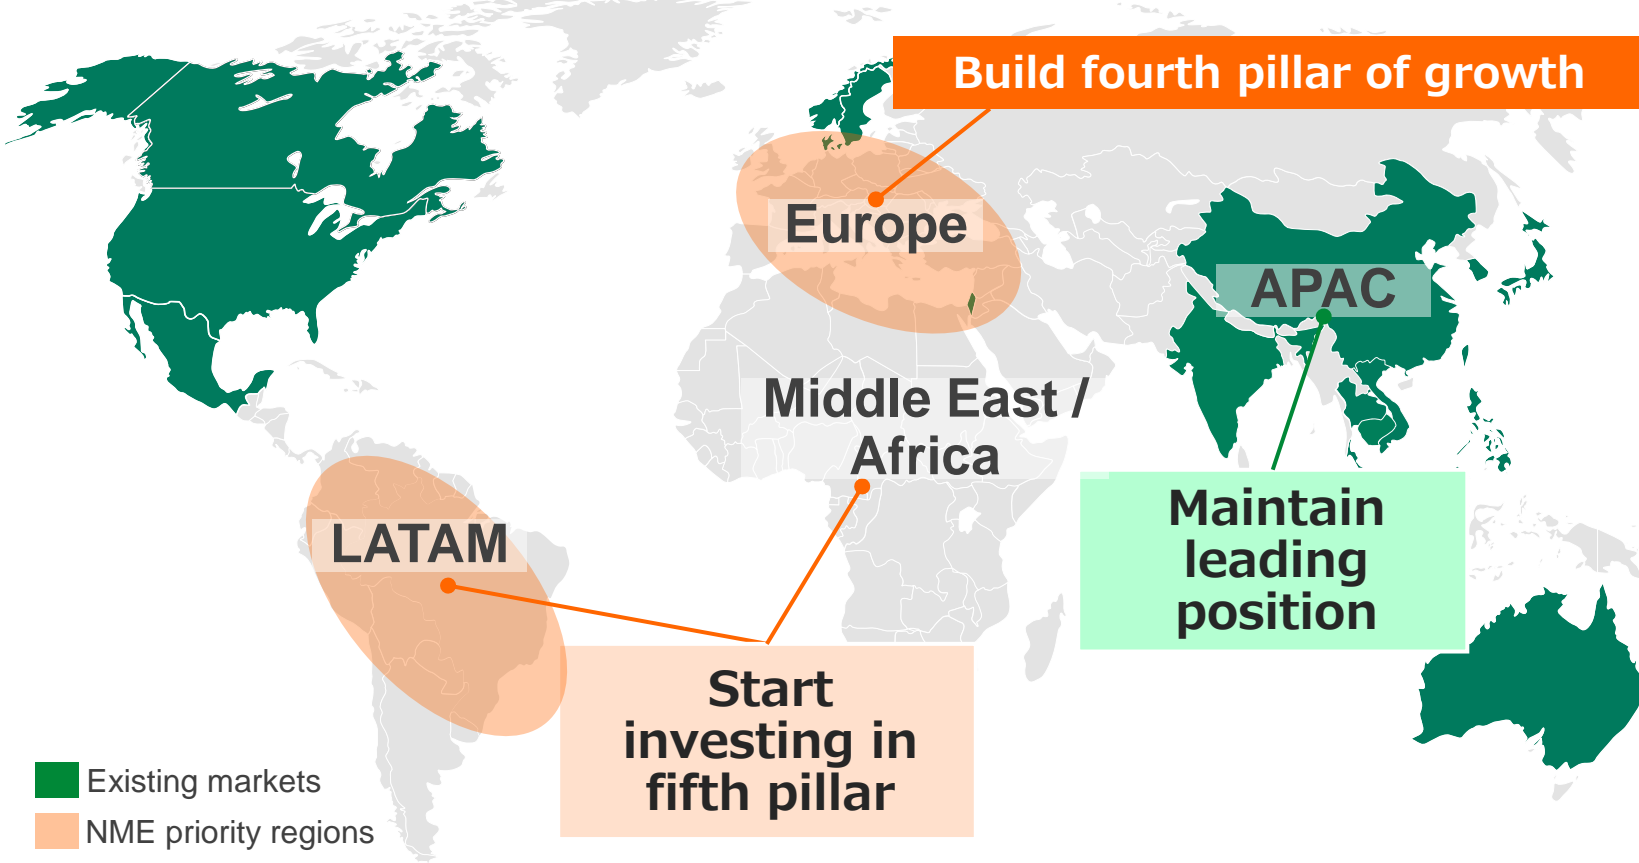 Build fourth pillar of growth
Europe
APAC
Middle East /
Africa
LATAM
Maintain
leading
position
Start
investing in
fifth pillar
Existing markets
NME priority regions